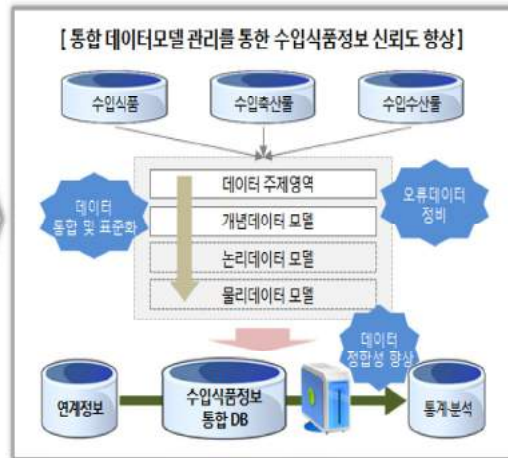 [ 통합 데이터모델 관리를 통한 수입식품정보 신뢰도 향상 ]
수입식품
수입축산물
수입수산물
데이터
통합 및 표준화
데이터 주제영역
개념데이터 모델
논리데이터 모델
물리데이터 모델
오류데이터
정비
데이터
정합성 향상
연계정보
수입식품정보
통합 DB
통계·분석